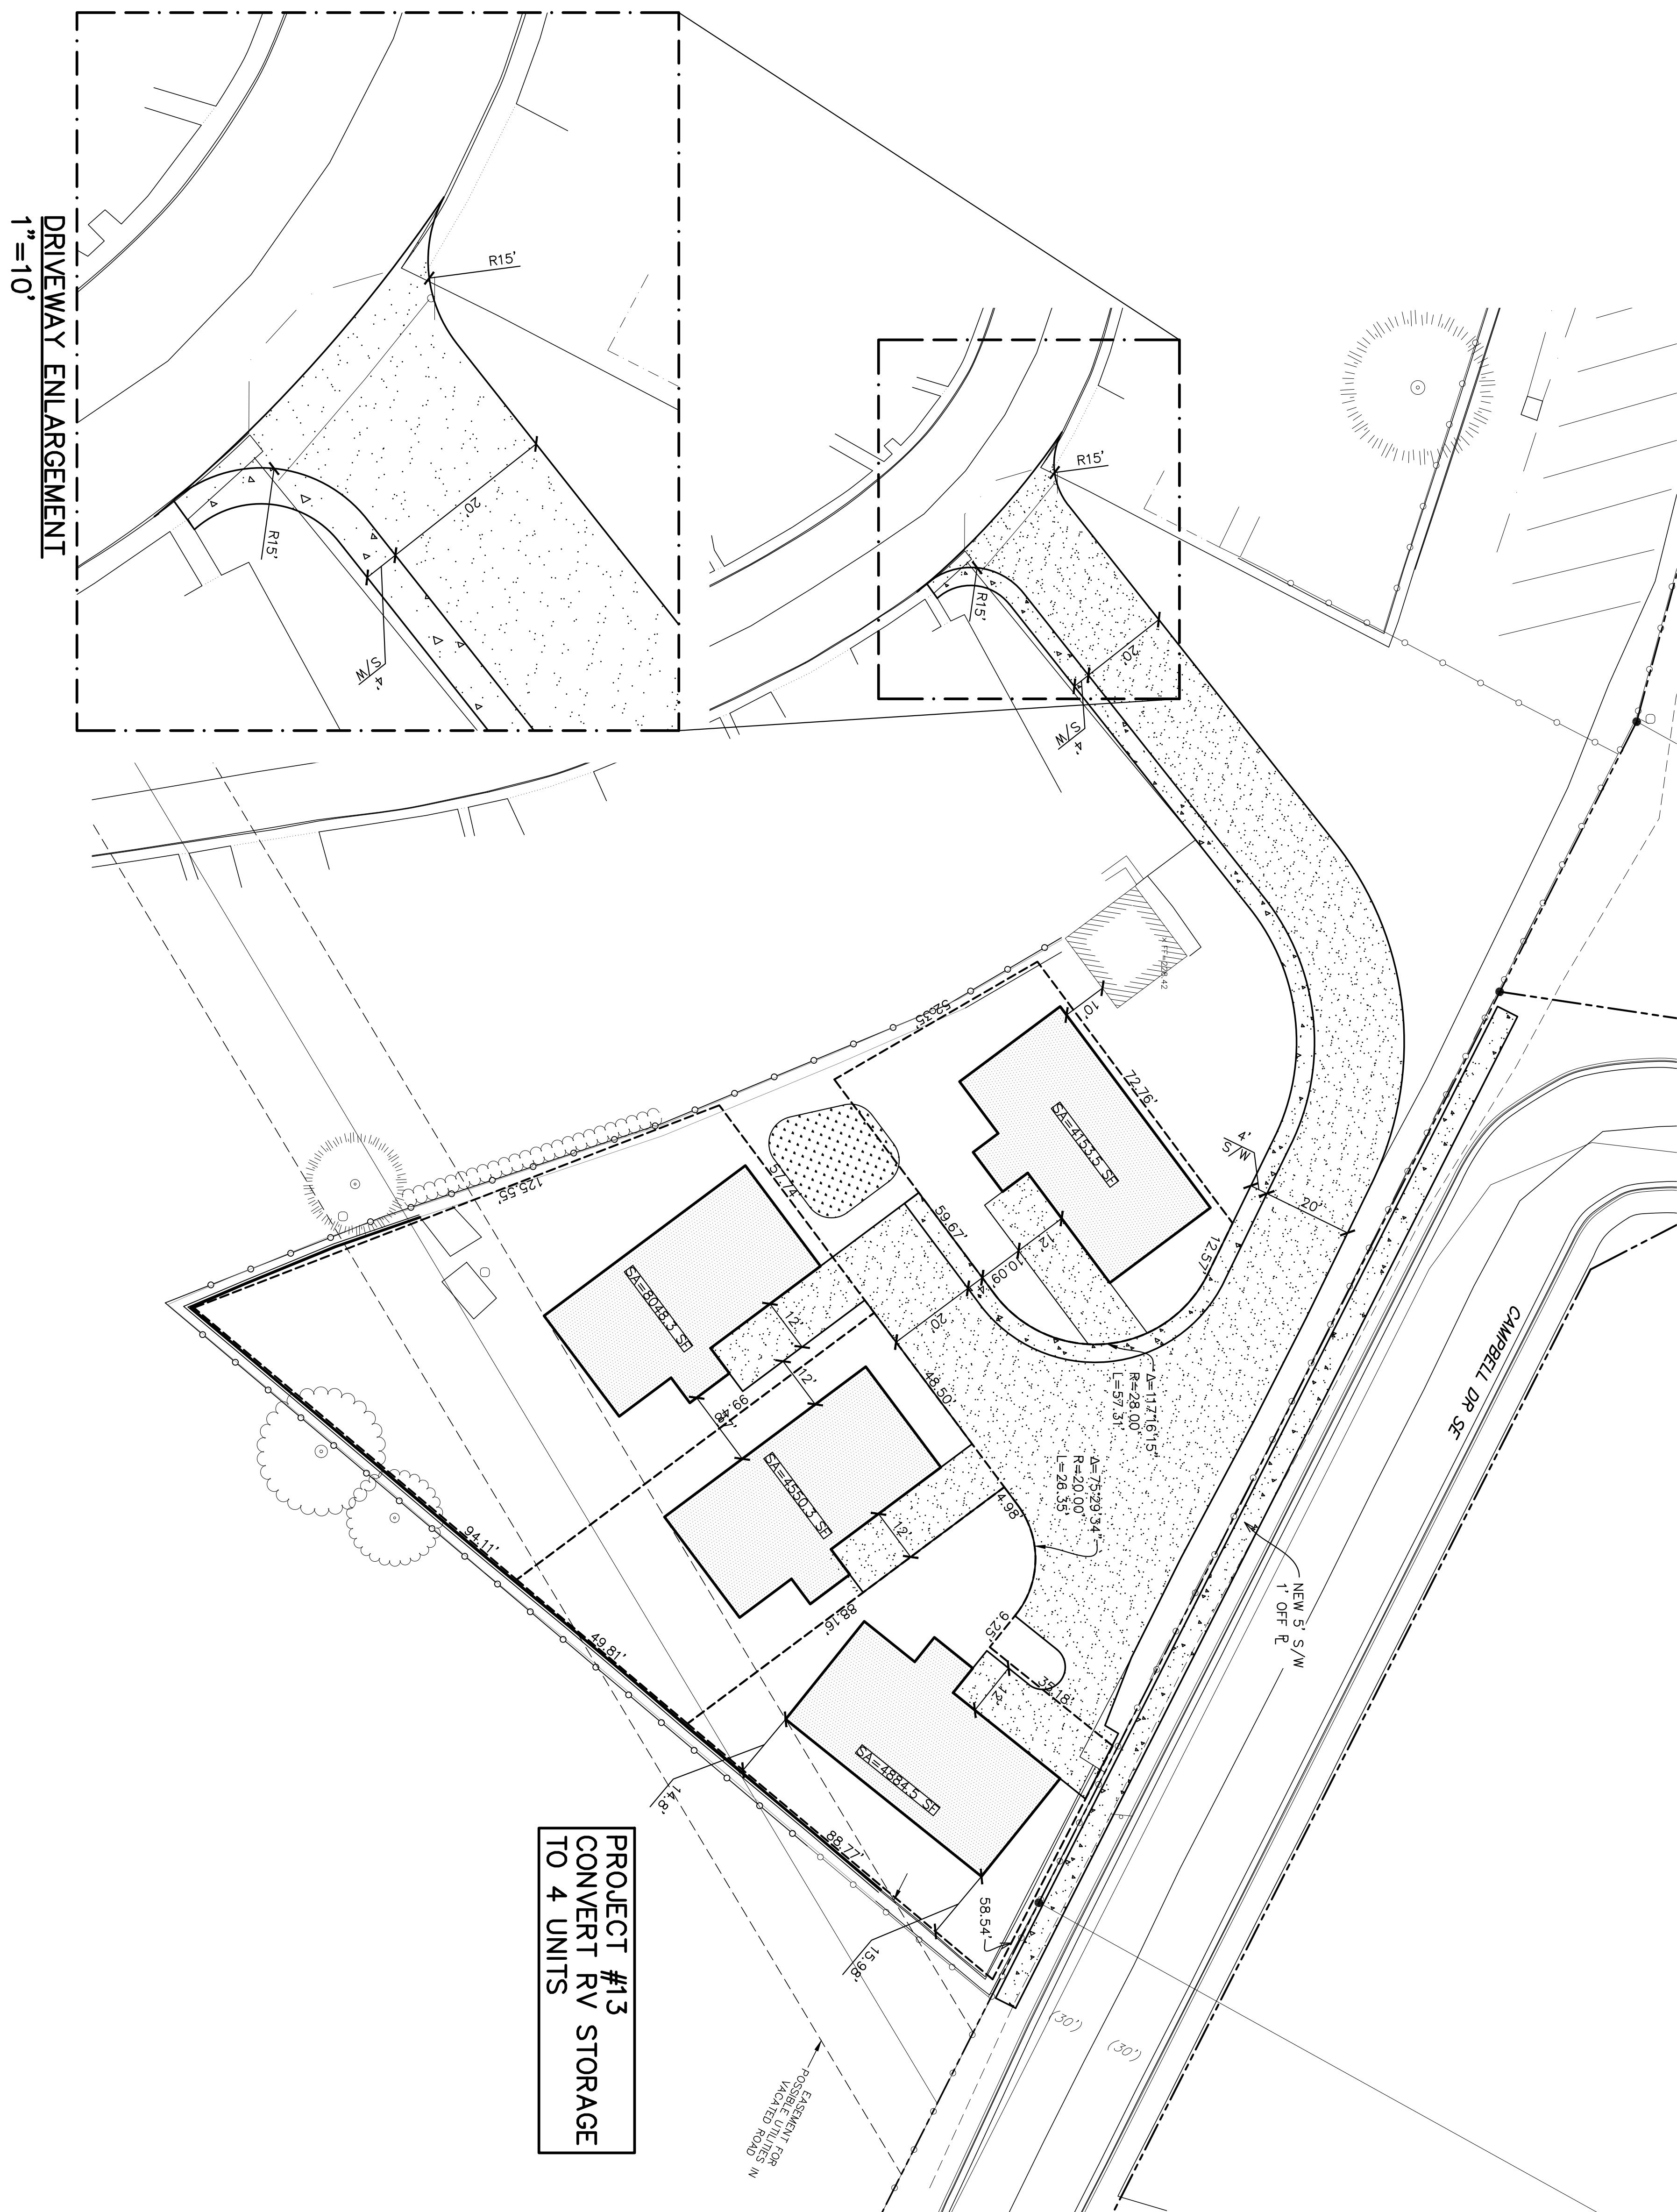 DRIVEWAY ENLARGEMENT
1"=10'
R15'
R15'
20'
4'
S/W
R15'
R15'
20'
4'
S/W
52.35'
10'
72.76'
SA=4153.5 SF
4'
S/W
20'
12.57'
125.55'
57.74'
59.67'
12'
10.09'
20'
SA=8048.3 SF
12'
12'
99.48'
48.50'
Δ=117°16'15"
R=28.00'
L=57.31'
Δ=75°29'34"
R=20.00'
L=28.35'
4.98'
SA=4550.3 SF
12'
88.16'
9.25'
35.18'
12'
SA=4884.5 SF
94.11'
49.81'
14.8'
88.77'
15.98'
58.54'
NEW 5' S/W
1' OFF PL
CAMPBELL DR SE
(30')
(30')
EASEMENT FOR
POSSIBLE UTILITIES IN
VACATED ROAD
PROJECT #13
CONVERT RV STORAGE
TO 4 UNITS